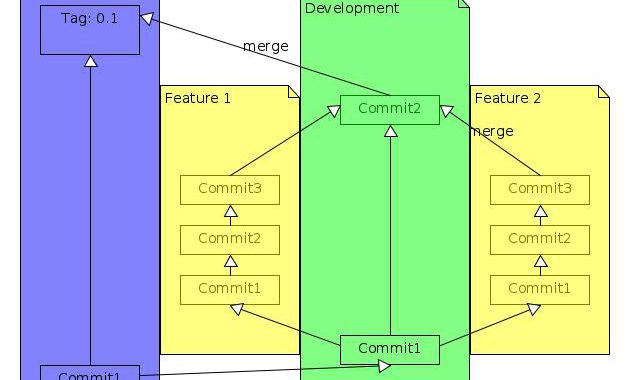 Development
Tag: 0.1
merge
Feature 1
Commit2
Feature 2
merge
Commit3
Commit3
Commit2
Commit2
Commit1
Commit1
Commit1
Commit1